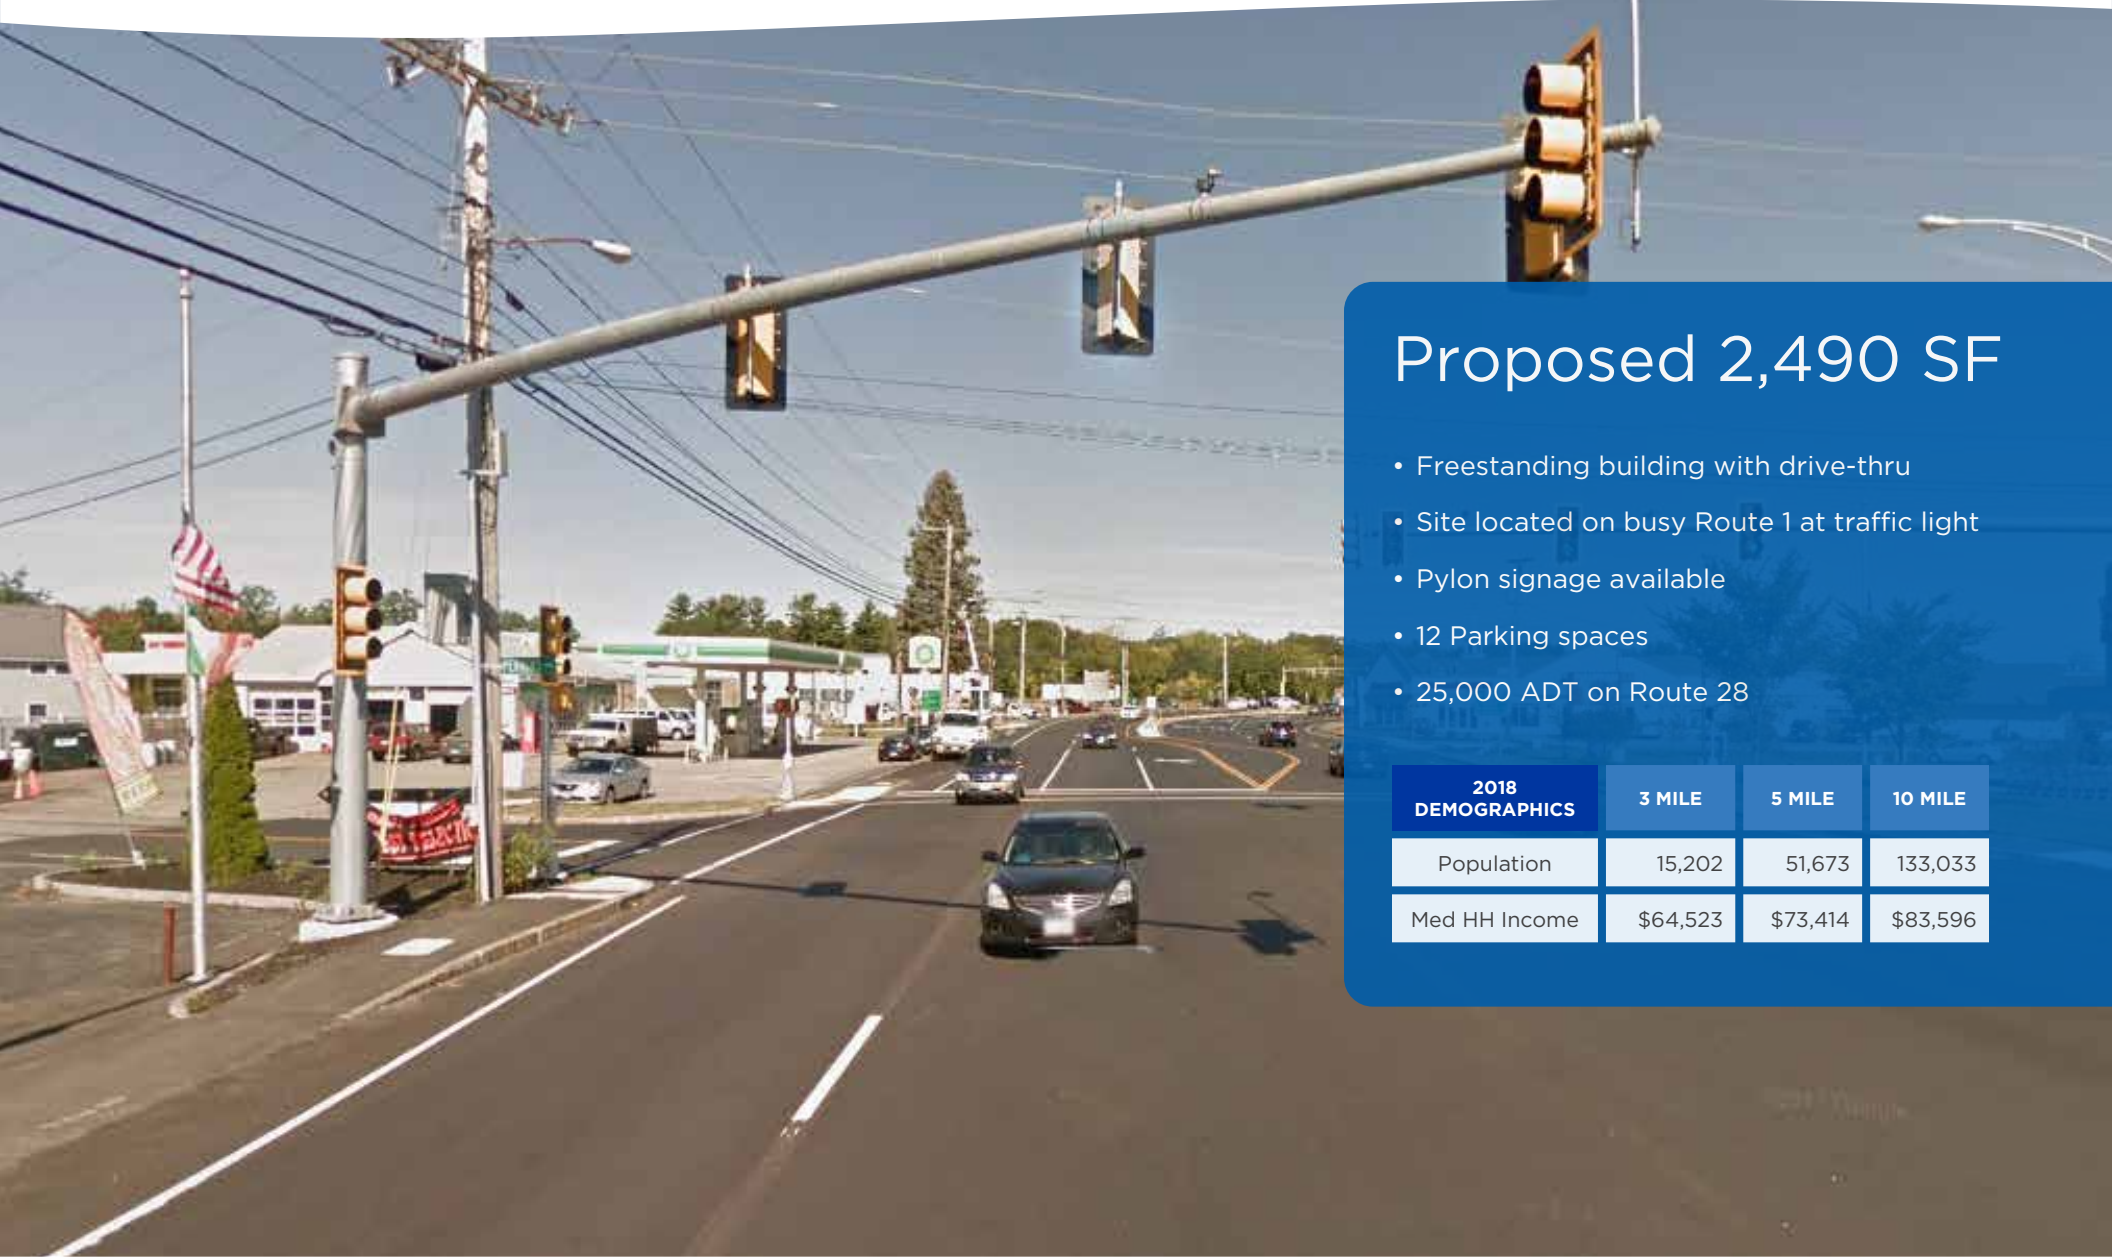 Proposed 2,490 SF
• Freestanding building with drive-thru
• Site located on busy Route 1 at traffic light
• Pylon signage available
• 12 Parking spaces
• 25,000 ADT on Route 28
2018 DEMOGRAPHICS 3 MILE 5 MILE 10 MILE
Population 15,202 51,673 133,033
Med HH Income $64,523 $73,414 $83,596